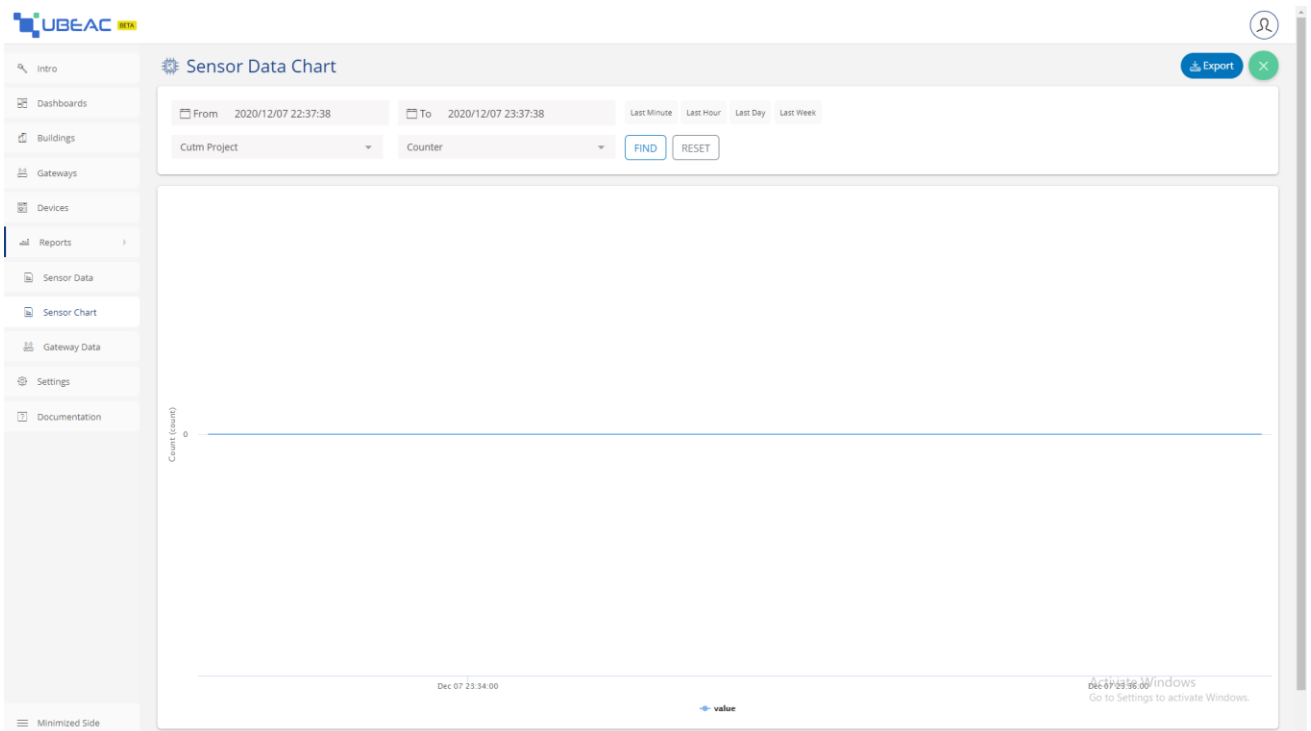 UBEAC BETA
Intro
Dashboards
Buildings
Gateways
Devices
Reports
Sensor Data
Sensor Chart
Gateway Data
Settings
Documentation
Minimized Side
Sensor Data Chart
Export
From 2020/12/07 22:37:38
To 2020/12/07 23:37:38
Last Minute Last Hour Last Day Last Week
Cutm Project
Counter
FIND RESET
Count (count)
0
Dec 07 23:34:00
Dec 07 23:36:00
value
Activate Windows
Go to Settings to activate Windows.